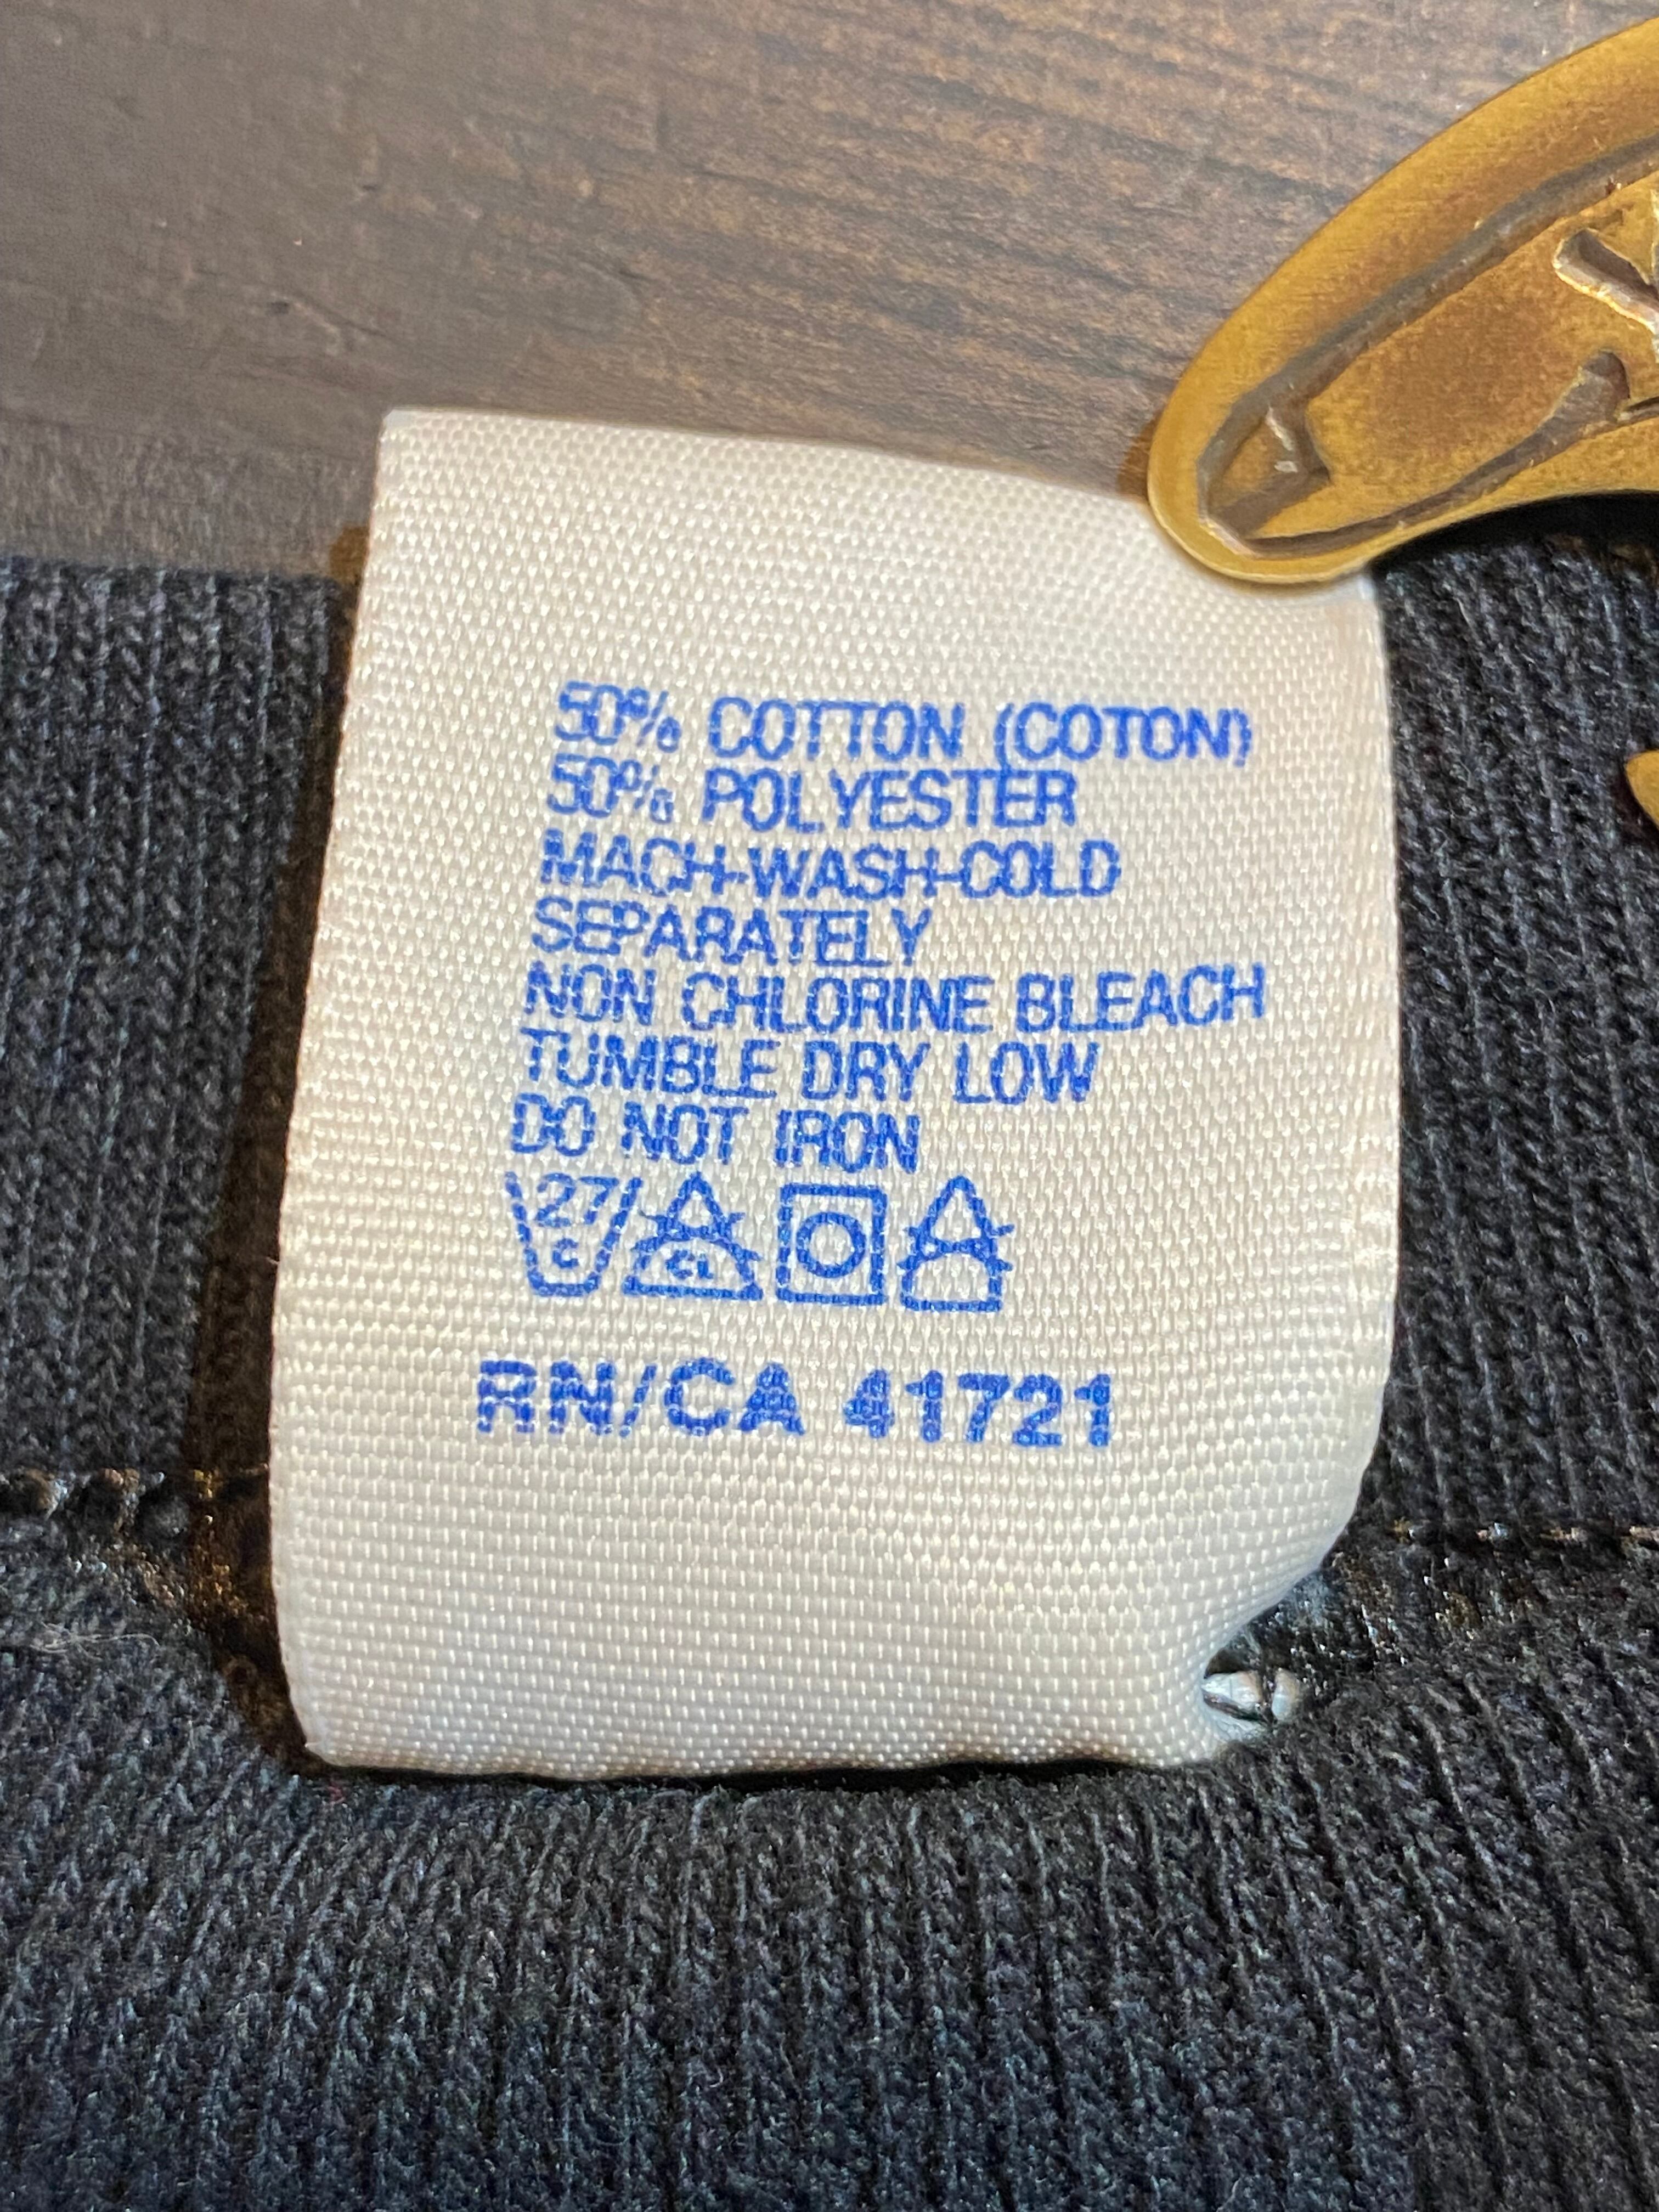 50% COTTON (COTON)
50% POLYESTER
MACH-WASH-COLD
SEPARATELY
NON CHLORINE BLEACH
TUMBLE DRY LOW
DO NOT IRON
27 C CL
RN/CA 41721